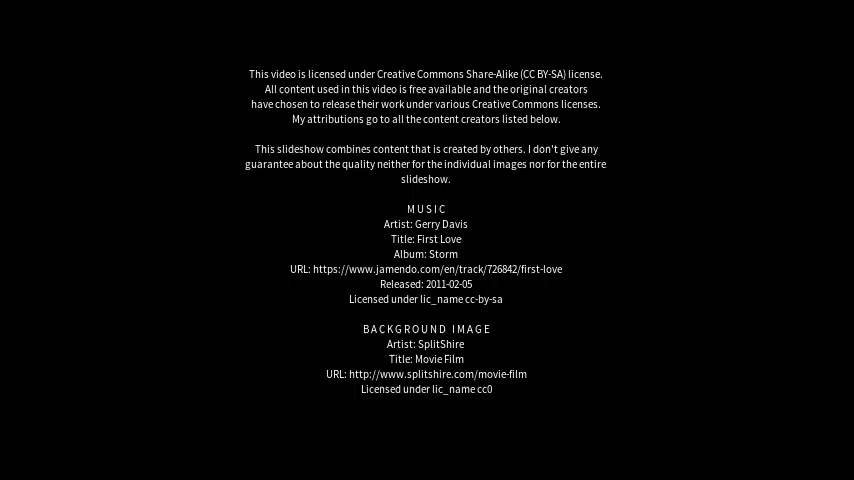 This video is licensed under Creative Commons Share-Alike (CC BY-SA) license.
All content used in this video is free available and the original creators
have chosen to release their work under various Creative Commons licenses.
My attributions go to all the content creators listed below.
This slideshow combines content that is created by others. I don't give any
guarantee about the quality neither for the individual images nor for the entire
slideshow.
MUSIC
Artist: Gerry Davis
Title: First Love
Album: Storm
URL: https://www.jamendo.com/en/track/726842/first-love
Released: 2011-02-05
Licensed under lic_name cc-by-sa
BACKGROUND IMAGE
Artist: SplitShire
Title: Movie Film
URL: http://www.splitshire.com/movie-film
Licensed under lic_name cc0